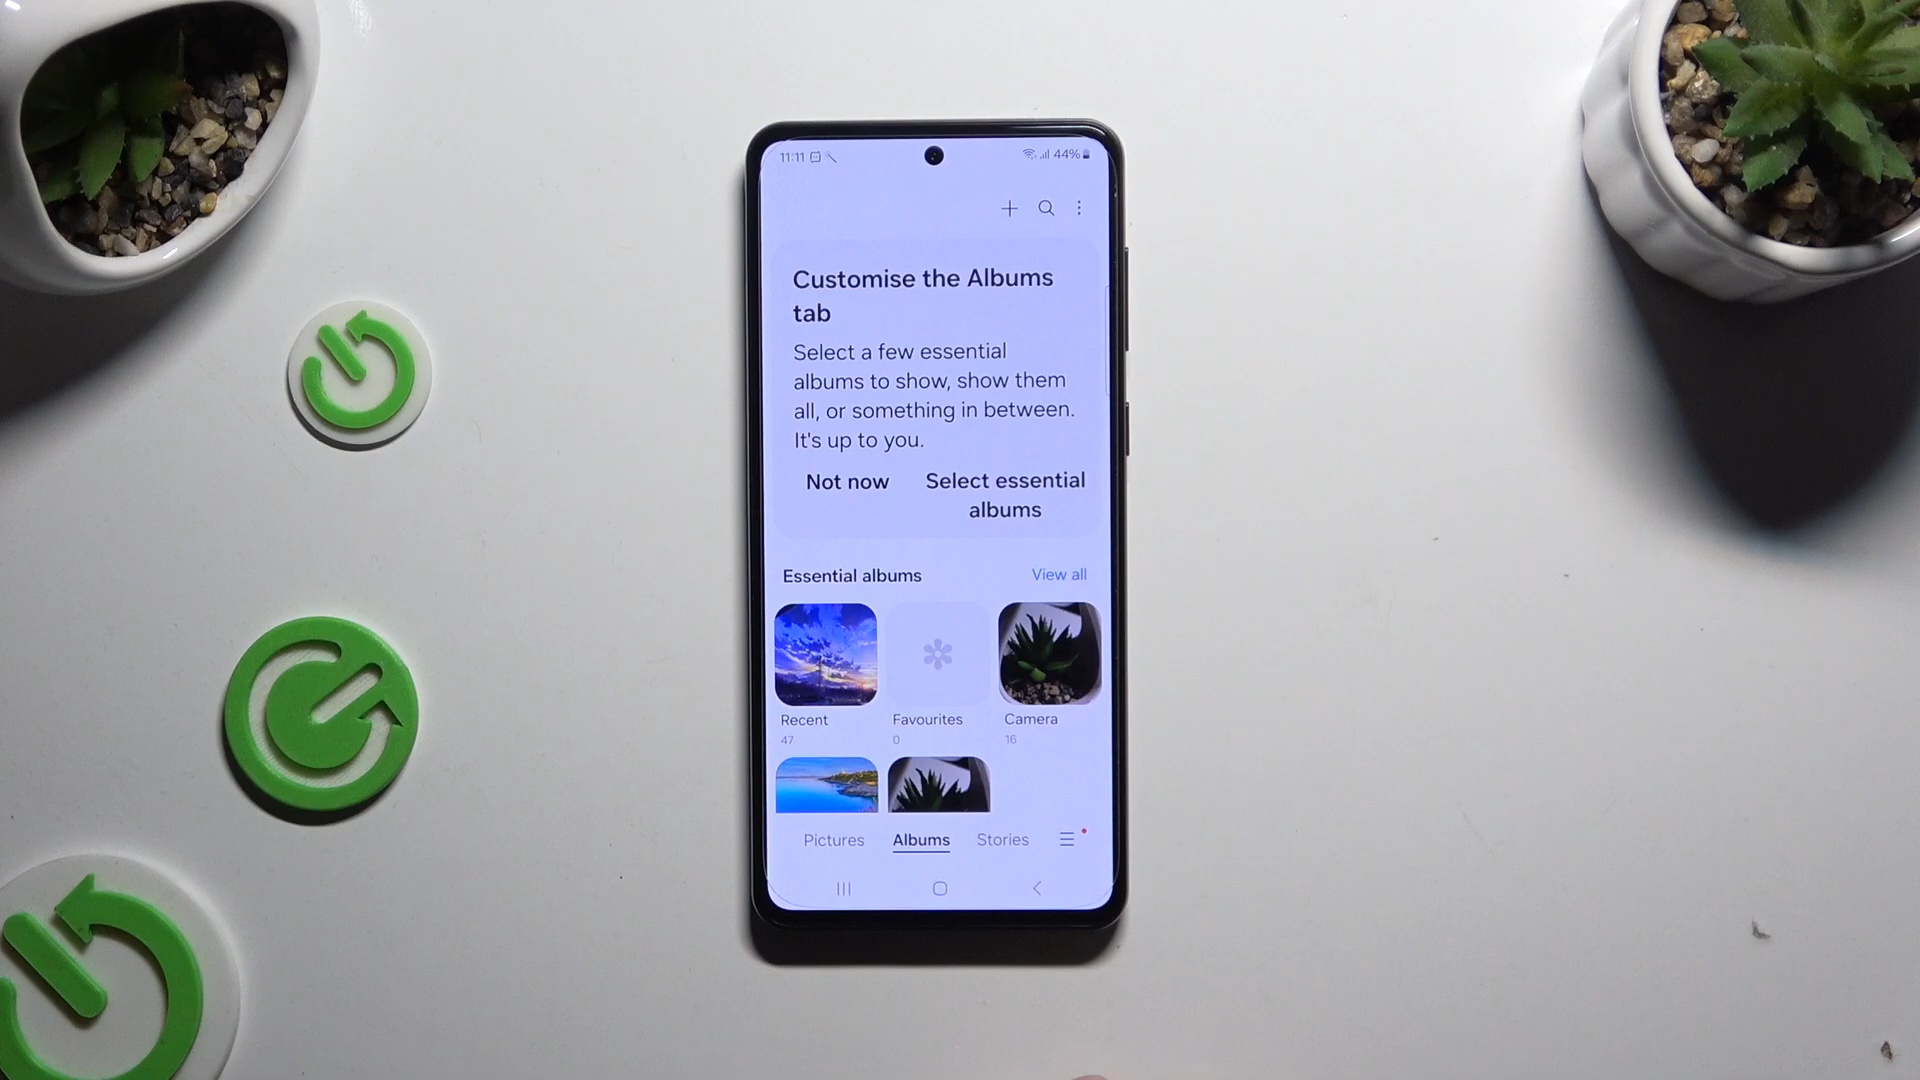 11:11
44%
Customise the Albums
tab
Select a few essential
albums to show, show them
all, or something in between.
It's up to you.
Not now
Select essential
albums
Essential albums
View all
Recent
47
Favourites
0
Camera
16
Pictures
Albums
Stories